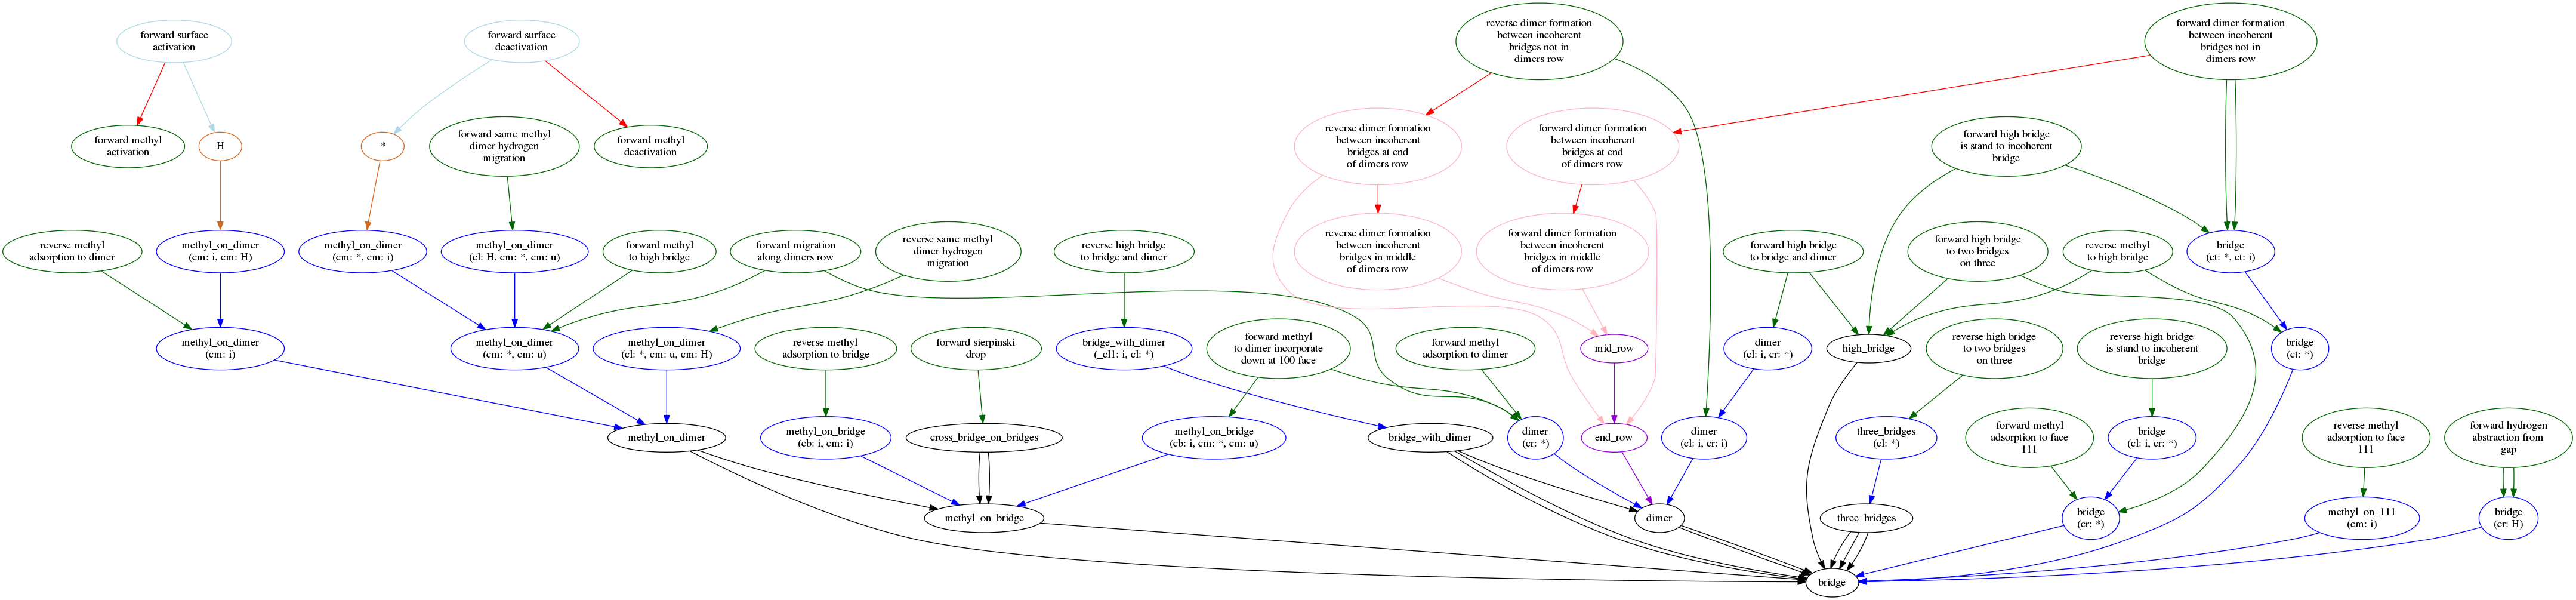 forward surface
activation
forward surface
deactivation
reverse dimer formation
between incoherent
bridges not in
dimers row
forward dimer formation
between incoherent
bridges not in
dimers row
forward methyl
activation
H
*
forward same methyl
dimer hydrogen
migration
forward methyl
deactivation
reverse dimer formation
between incoherent
bridges at end
of dimers row
forward dimer formation
between incoherent
bridges at end
of dimers row
forward high bridge
is stand to incoherent
bridge
reverse methyl
adsorption to dimer
methyl_on_dimer
(cm: i, cm: H)
methyl_on_dimer
(cm: *, cm: i)
methyl_on_dimer
(cl: H, cm: *, cm: u)
forward methyl
to high bridge
forward migration
along dimers row
reverse same methyl
dimer hydrogen
migration
reverse high bridge
to bridge and dimer
reverse dimer formation
between incoherent
bridges in middle
of dimers row
forward dimer formation
between incoherent
bridges in middle
of dimers row
forward high bridge
to bridge and dimer
forward high bridge
to two bridges
on three
reverse methyl
to high bridge
bridge
(ct: *, ct: i)
methyl_on_dimer
(cm: i)
methyl_on_dimer
(cm: *, cm: u)
methyl_on_dimer
(cl: *, cm: u, cm: H)
reverse methyl
adsorption to bridge
forward sierpinski
drop
bridge_with_dimer
(_cl1: i, cl: *)
forward methyl
to dimer incorporate
down at 100 face
forward methyl
adsorption to dimer
mid_row
dimer
(cl: i, cr: *)
high_bridge
reverse high bridge
to two bridges
on three
reverse high bridge
is stand to incoherent
bridge
bridge
(ct: *)
methyl_on_dimer
methyl_on_bridge
(cb: i, cm: i)
cross_bridge_on_bridges
methyl_on_bridge
(cb: i, cm: *, cm: u)
bridge_with_dimer
dimer
(cr: *)
end_row
dimer
(cl: i, cr: i)
three_bridges
(cl: *)
forward methyl
adsorption to face
111
bridge
(cl: i, cr: *)
reverse methyl
adsorption to face
111
forward hydrogen
abstraction from
gap
methyl_on_bridge
dimer
three_bridges
bridge
(cr: *)
methyl_on_111
(cm: i)
bridge
(cr: H)
bridge